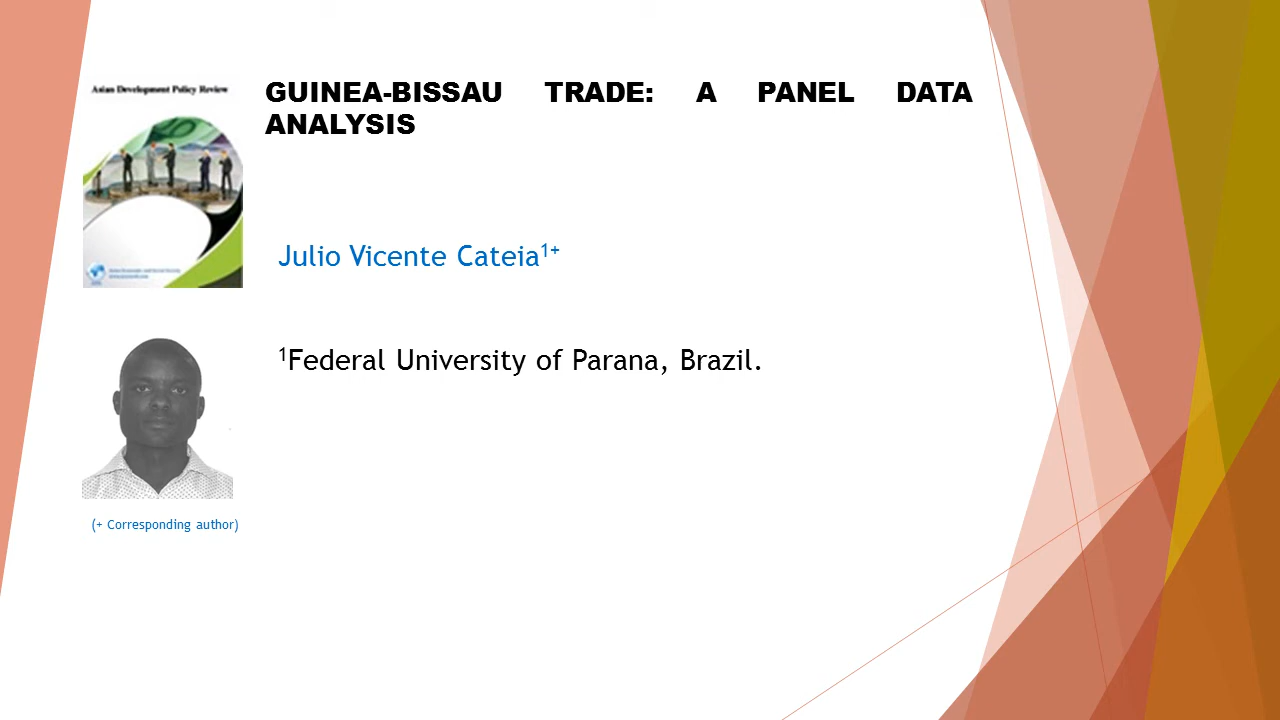 Asian Development Policy Review
GUINEA-BISSAU TRADE: A PANEL DATA
ANALYSIS
Julio Vicente Cateia¹⁺
¹Federal University of Parana, Brazil.
(+ Corresponding author)